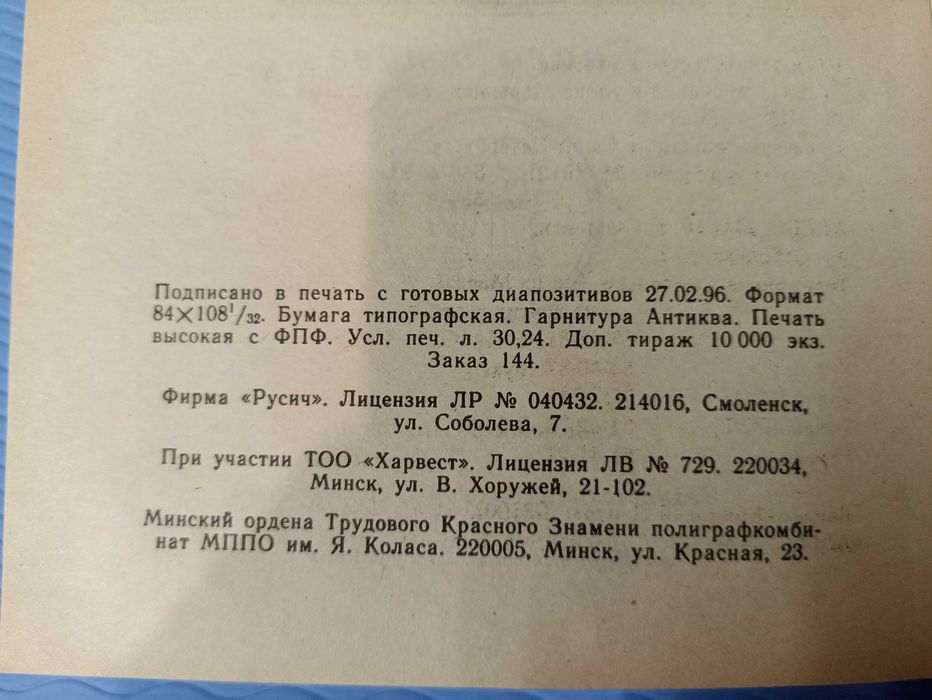 Подписано в печать с готовых диапозитивов 27.02.96. Формат
84×108¹/₃₂. Бумага типографская. Гарнитура Антиква. Печать
высокая с ФПФ. Усл. печ. л. 30,24. Доп. тираж 10 000 экз.
Заказ 144.
Фирма «Русич». Лицензия ЛР № 040432. 214016, Смоленск,
ул. Соболева, 7.
При участии ТОО «Харвест». Лицензия ЛВ № 729. 220034,
Минск, ул. В. Хоружей, 21-102.
Минский ордена Трудового Красного Знамени полиграфкомби-
нат МППО им. Я. Коласа. 220005, Минск, ул. Красная, 23.